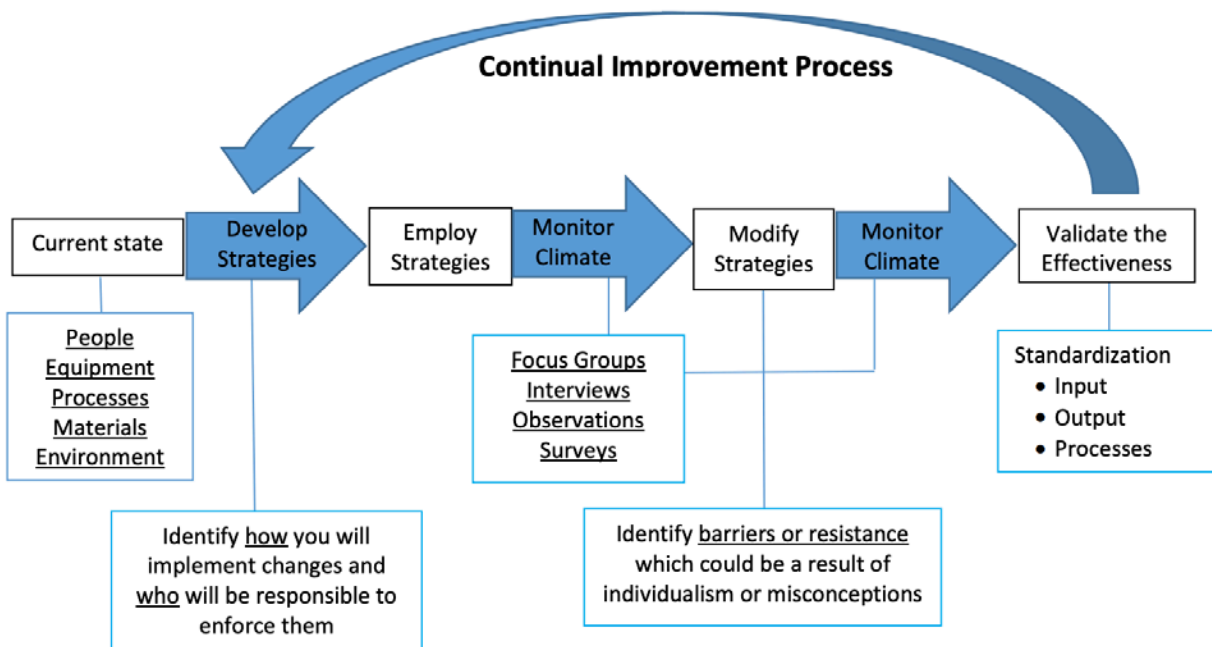 Continual Improvement Process
Current state
Develop
Strategies
Employ
Strategies
Monitor
Climate
Modify
Strategies
Monitor
Climate
Validate the
Effectiveness
People
Equipment
Processes
Materials
Environment
Focus Groups
Interviews
Observations
Surveys
Standardization
• Input
• Output
• Processes
Identify how you will
implement changes and
who will be responsible to
enforce them
Identify barriers or resistance
which could be a result of
individualism or misconceptions